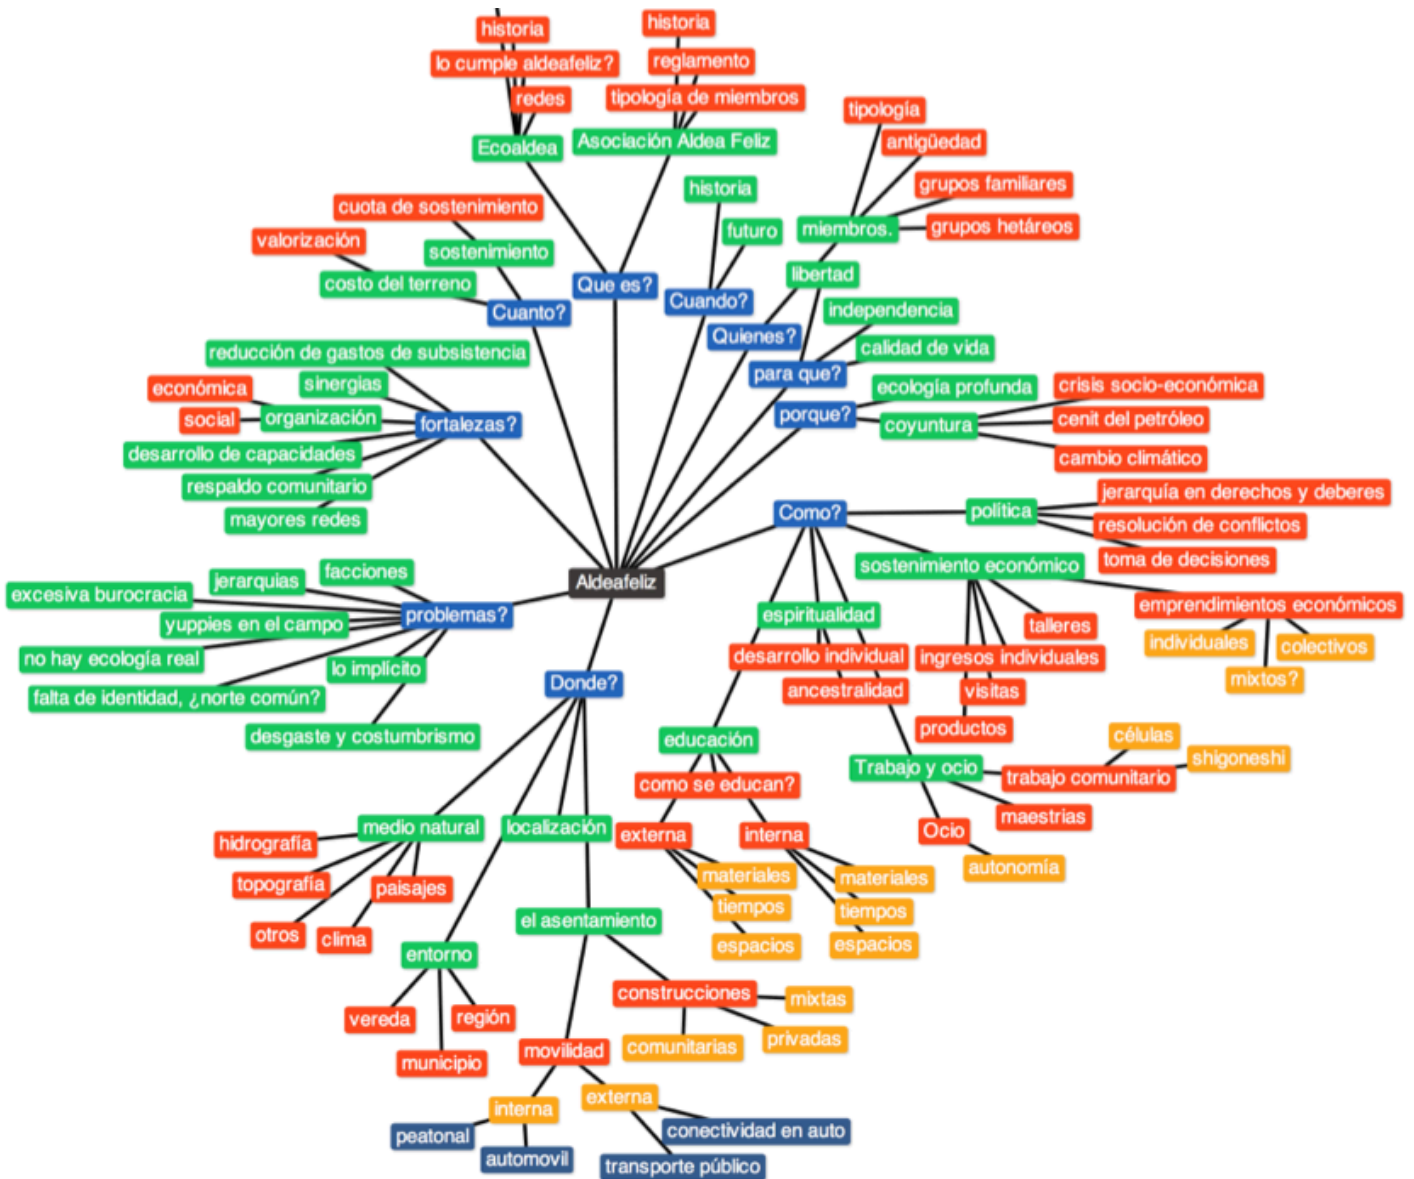 historia
lo cumple aldeafeliz?
redes
Ecoaldea
historia
reglamento
tipología de miembros
Asociación Aldea Feliz
historia
futuro
tipología
antigüedad
grupos familiares
grupos hetáreos
miembros.
cuota de sostenimiento
valorización
sostenimiento
costo del terreno
Cuanto?
Que es?
Cuando?
libertad
Quienes?
independencia
calidad de vida
para que?
reducción de gastos de subsistencia
sinergias
económica
social
organización
fortalezas?
desarrollo de capacidades
respaldo comunitario
mayores redes
ecología profunda
porque?
coyuntura
crisis socio-económica
cenit del petróleo
cambio climático
Como?
política
jerarquía en derechos y deberes
resolución de conflictos
toma de decisiones
Aldeafeliz
sostenimiento económico
emprendimientos económicos
individuales
colectivos
mixtos?
talleres
ingresos individuales
visitas
productos
facciones
jerarquias
excesiva burocracia
yuppies en el campo
problemas?
no hay ecología real
lo implícito
falta de identidad, ¿norte común?
desgaste y costumbrismo
espiritualidad
desarrollo individual
ancestralidad
Donde?
educación
como se educan?
externa
interna
materiales
tiempos
espacios
materiales
tiempos
espacios
Trabajo y ocio
trabajo comunitario
células
shigoneshi
maestrias
Ocio
autonomía
medio natural
localización
hidrografía
topografía
paisajes
otros
clima
el asentamiento
entorno
vereda
región
municipio
construcciones
mixtas
privadas
comunitarias
movilidad
interna
externa
peatonal
automovil
conectividad en auto
transporte público